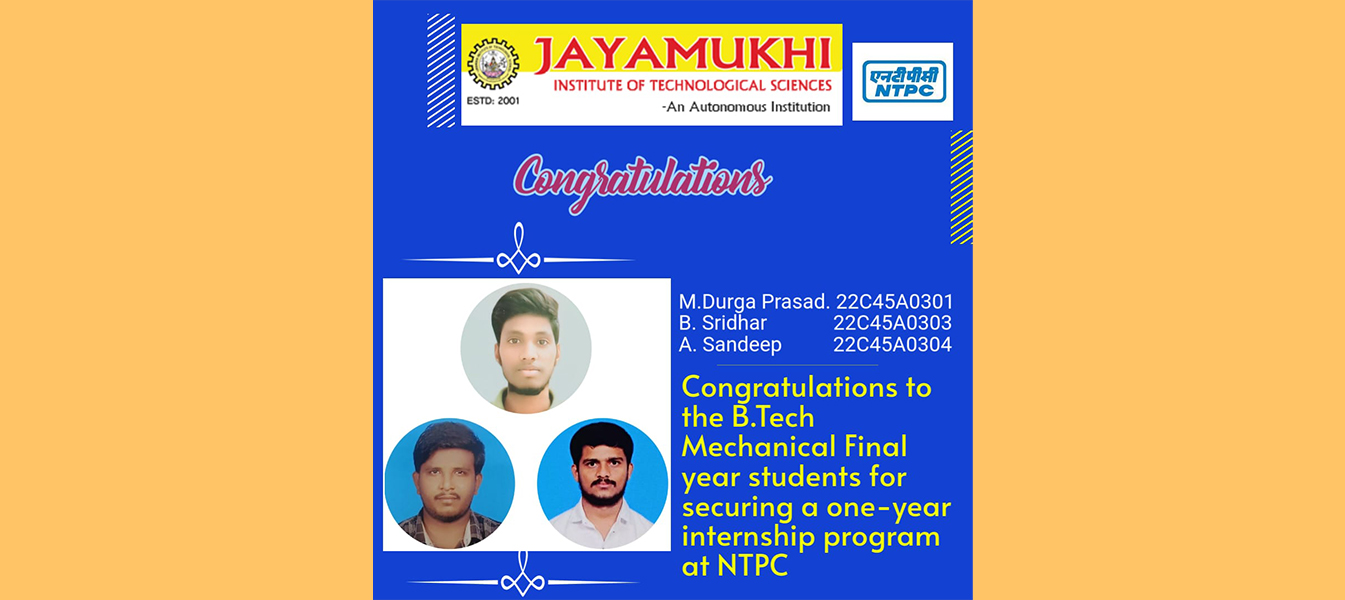 JAYAMUKHI
INSTITUTE OF TECHNOLOGICAL SCIENCES
ESTD: 2001
-An Autonomous Institution
एनटीपीसी
NTPC
Congratulations
M.Durga Prasad. 22C45A0301
B. Sridhar 22C45A0303
A. Sandeep 22C45A0304
Congratulations to
the B.Tech
Mechanical Final
year students for
securing a one-year
internship program
at NTPC